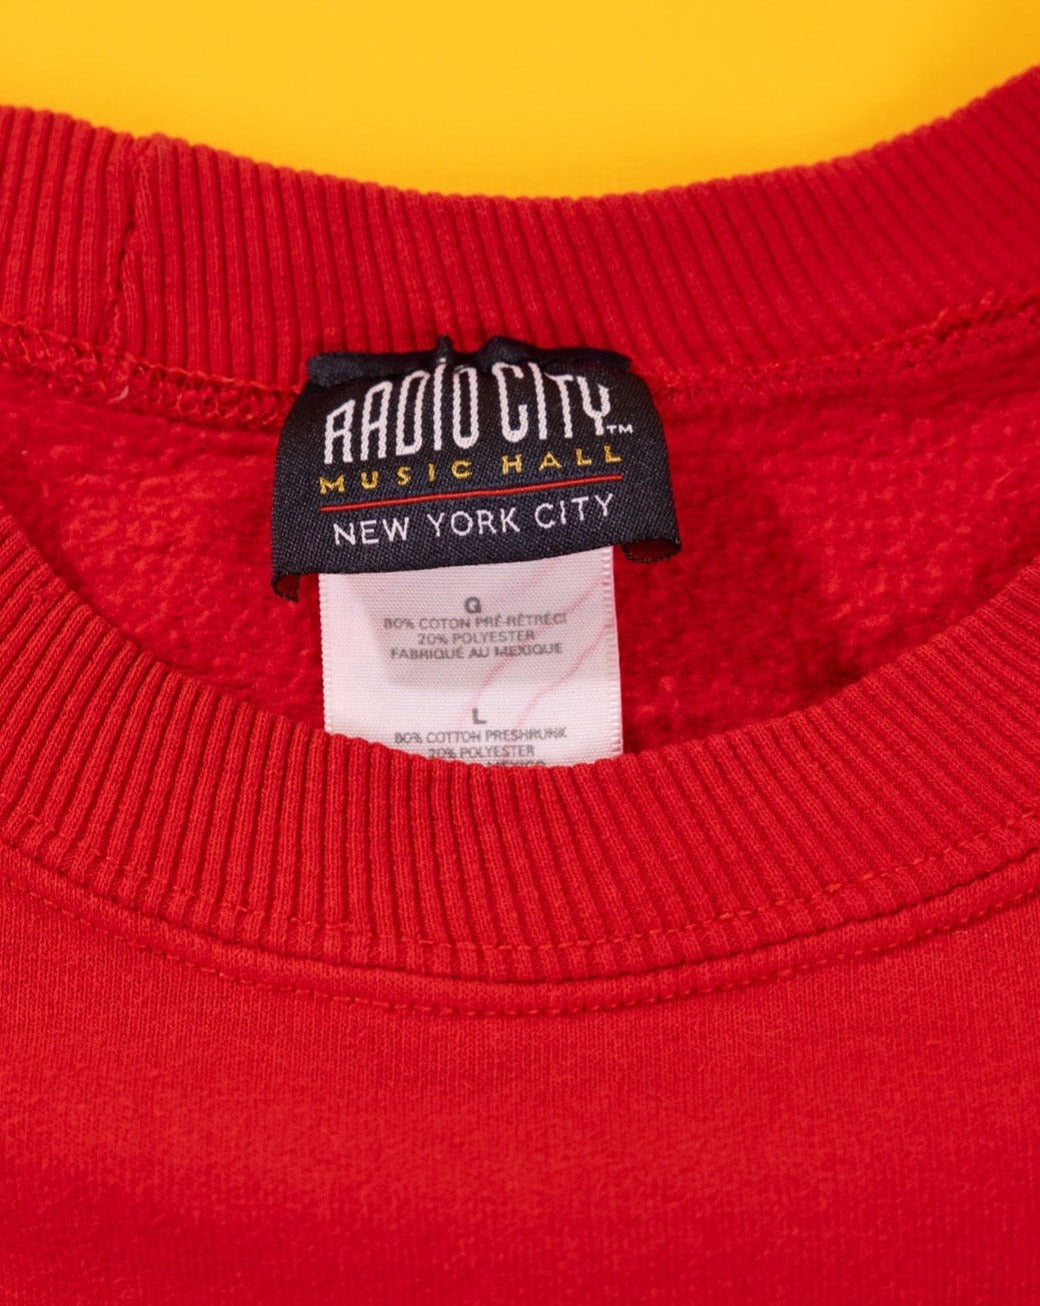 RADIO CITY™
MUSIC HALL
NEW YORK CITY
G
80% COTON PRÉ-RÉTRÉCI
20% POLYESTER
FABRIQUÉ AU MEXIQUE
L
80% COTTON PRESHRUNK
20% POLYESTER